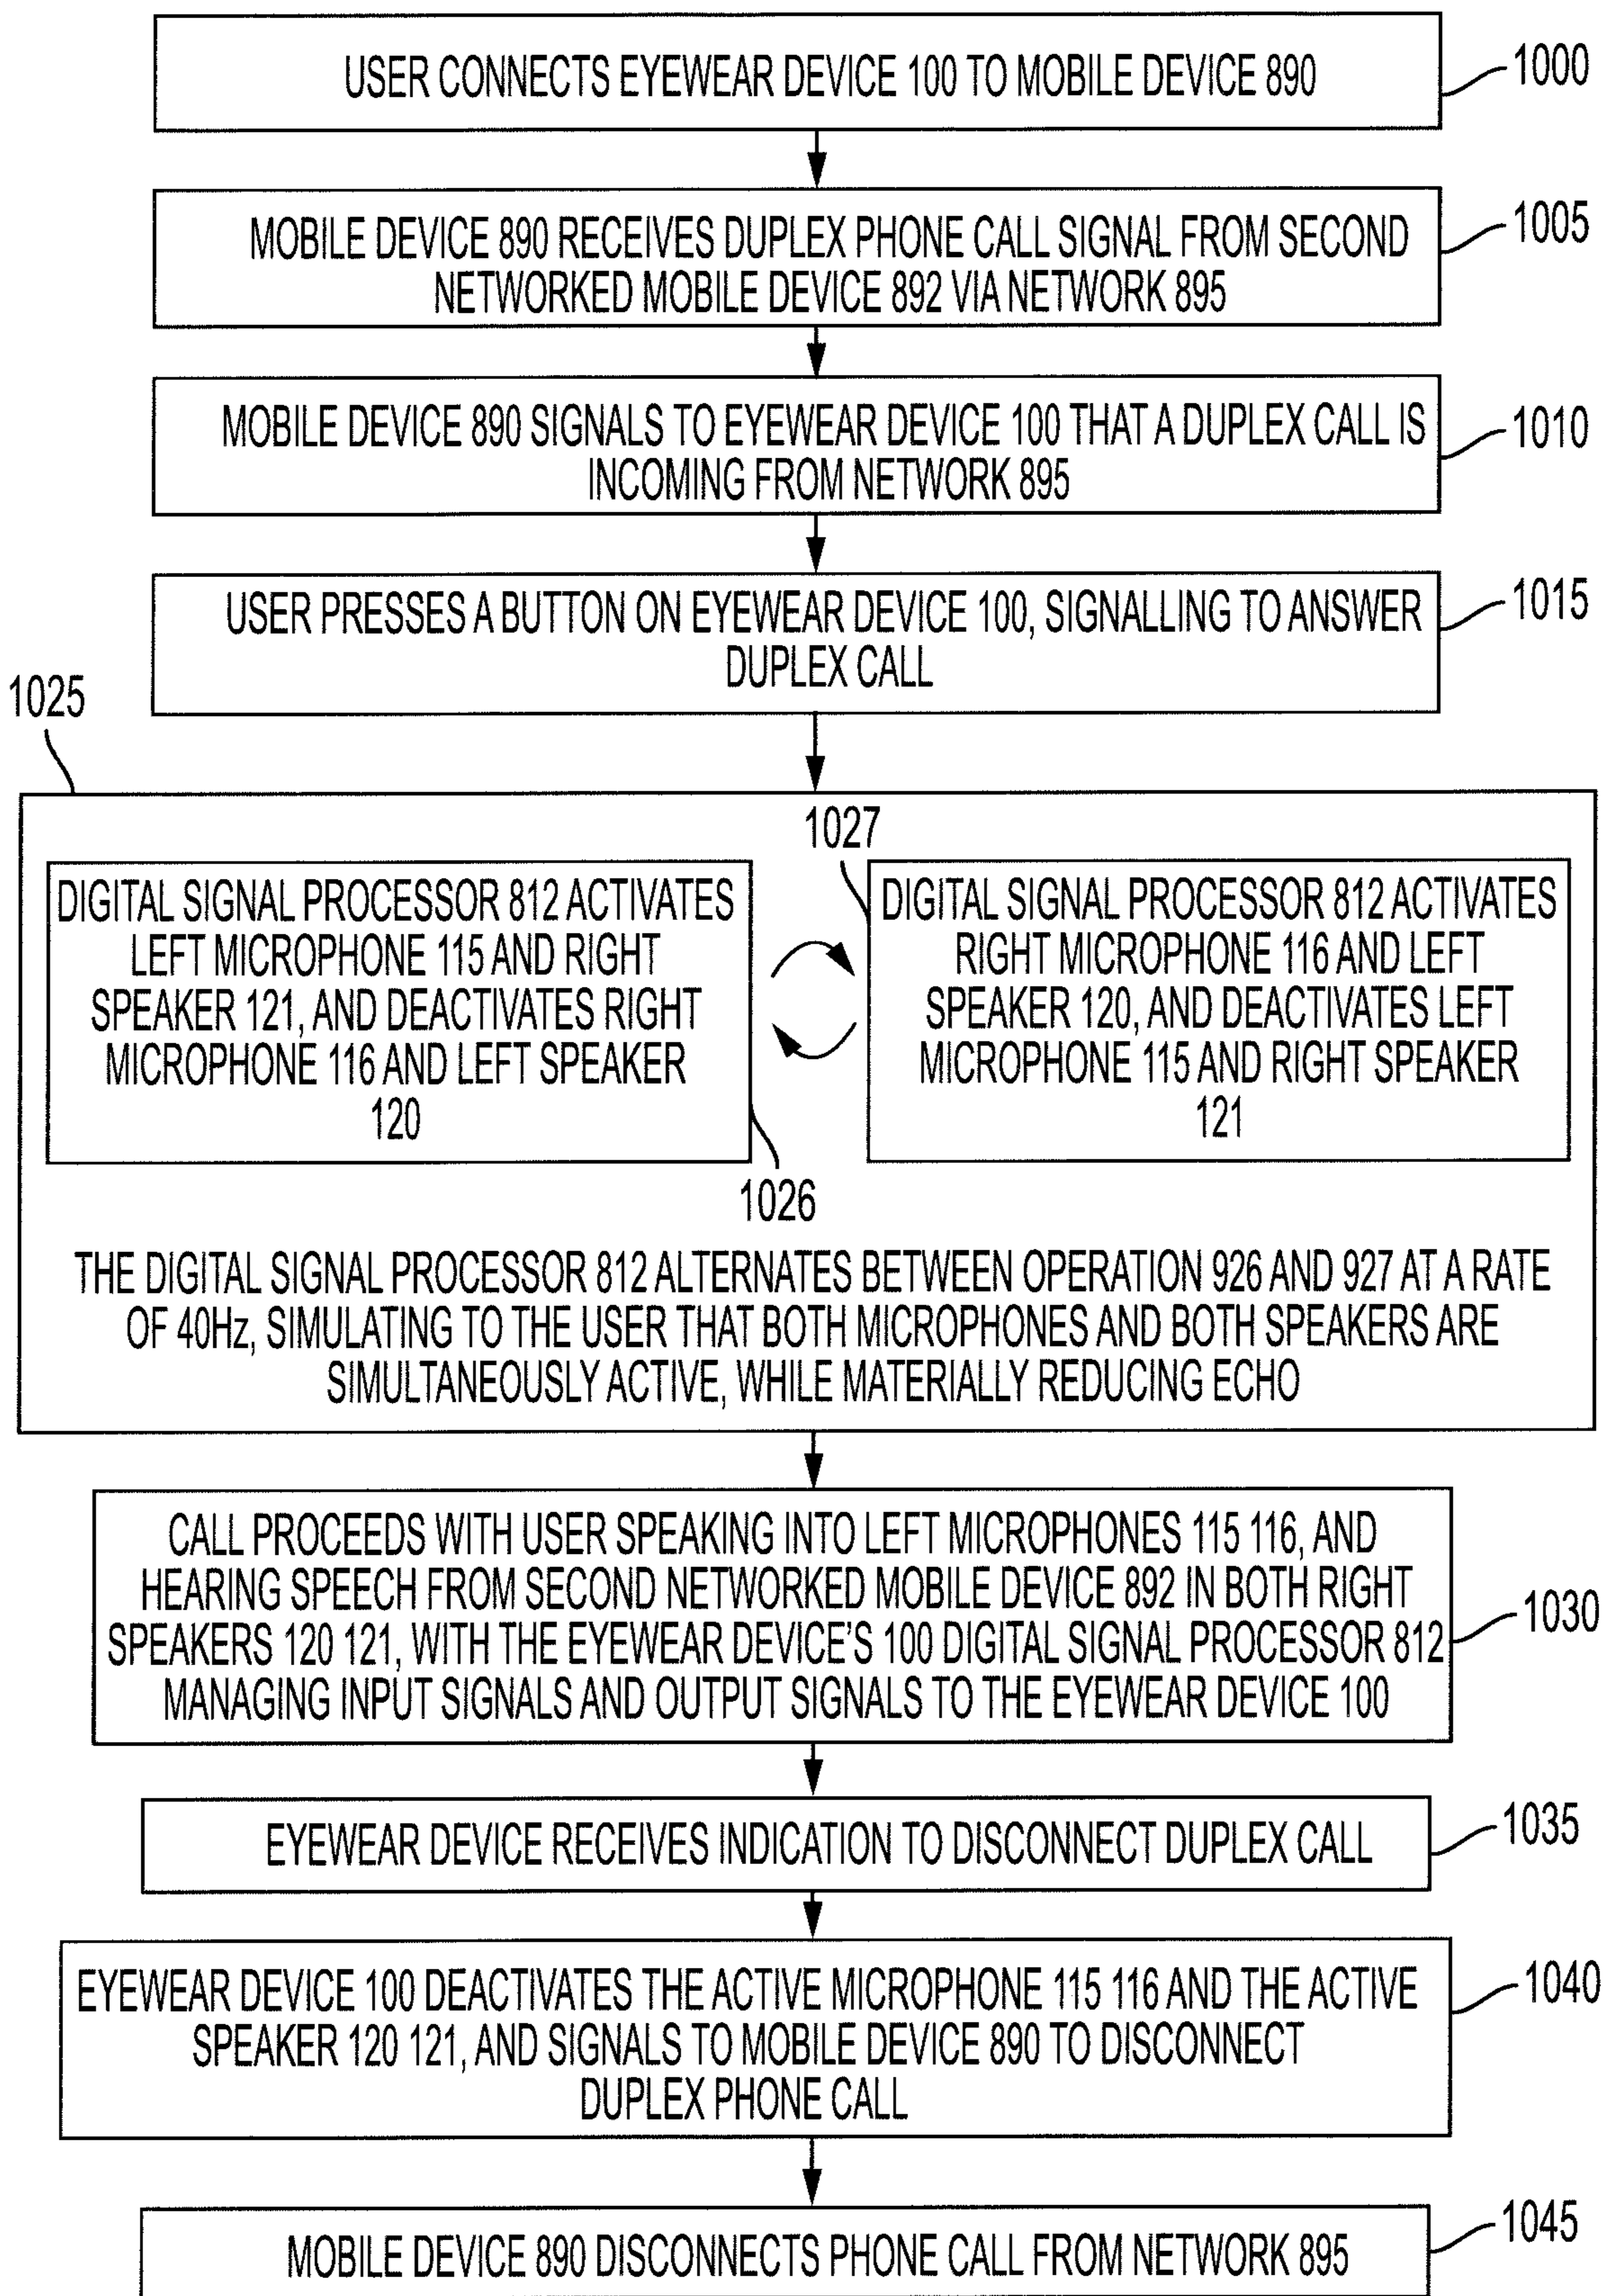 USER CONNECTS EYEWEAR DEVICE 100 TO MOBILE DEVICE 890
1000
MOBILE DEVICE 890 RECEIVES DUPLEX PHONE CALL SIGNAL FROM SECOND
NETWORKED MOBILE DEVICE 892 VIA NETWORK 895
1005
MOBILE DEVICE 890 SIGNALS TO EYEWEAR DEVICE 100 THAT A DUPLEX CALL IS
INCOMING FROM NETWORK 895
1010
USER PRESSES A BUTTON ON EYEWEAR DEVICE 100, SIGNALLING TO ANSWER
DUPLEX CALL
1015
1025
DIGITAL SIGNAL PROCESSOR 812 ACTIVATES
LEFT MICROPHONE 115 AND RIGHT
SPEAKER 121, AND DEACTIVATES RIGHT
MICROPHONE 116 AND LEFT SPEAKER
120
1026
1027
DIGITAL SIGNAL PROCESSOR 812 ACTIVATES
RIGHT MICROPHONE 116 AND LEFT
SPEAKER 120, AND DEACTIVATES LEFT
MICROPHONE 115 AND RIGHT SPEAKER
121
THE DIGITAL SIGNAL PROCESSOR 812 ALTERNATES BETWEEN OPERATION 926 AND 927 AT A RATE
OF 40Hz, SIMULATING TO THE USER THAT BOTH MICROPHONES AND BOTH SPEAKERS ARE
SIMULTANEOUSLY ACTIVE, WHILE MATERIALLY REDUCING ECHO
CALL PROCEEDS WITH USER SPEAKING INTO LEFT MICROPHONES 115 116, AND
HEARING SPEECH FROM SECOND NETWORKED MOBILE DEVICE 892 IN BOTH RIGHT
SPEAKERS 120 121, WITH THE EYEWEAR DEVICE'S 100 DIGITAL SIGNAL PROCESSOR 812
MANAGING INPUT SIGNALS AND OUTPUT SIGNALS TO THE EYEWEAR DEVICE 100
1030
EYEWEAR DEVICE RECEIVES INDICATION TO DISCONNECT DUPLEX CALL
1035
EYEWEAR DEVICE 100 DEACTIVATES THE ACTIVE MICROPHONE 115 116 AND THE ACTIVE
SPEAKER 120 121, AND SIGNALS TO MOBILE DEVICE 890 TO DISCONNECT
DUPLEX PHONE CALL
1040
MOBILE DEVICE 890 DISCONNECTS PHONE CALL FROM NETWORK 895
1045